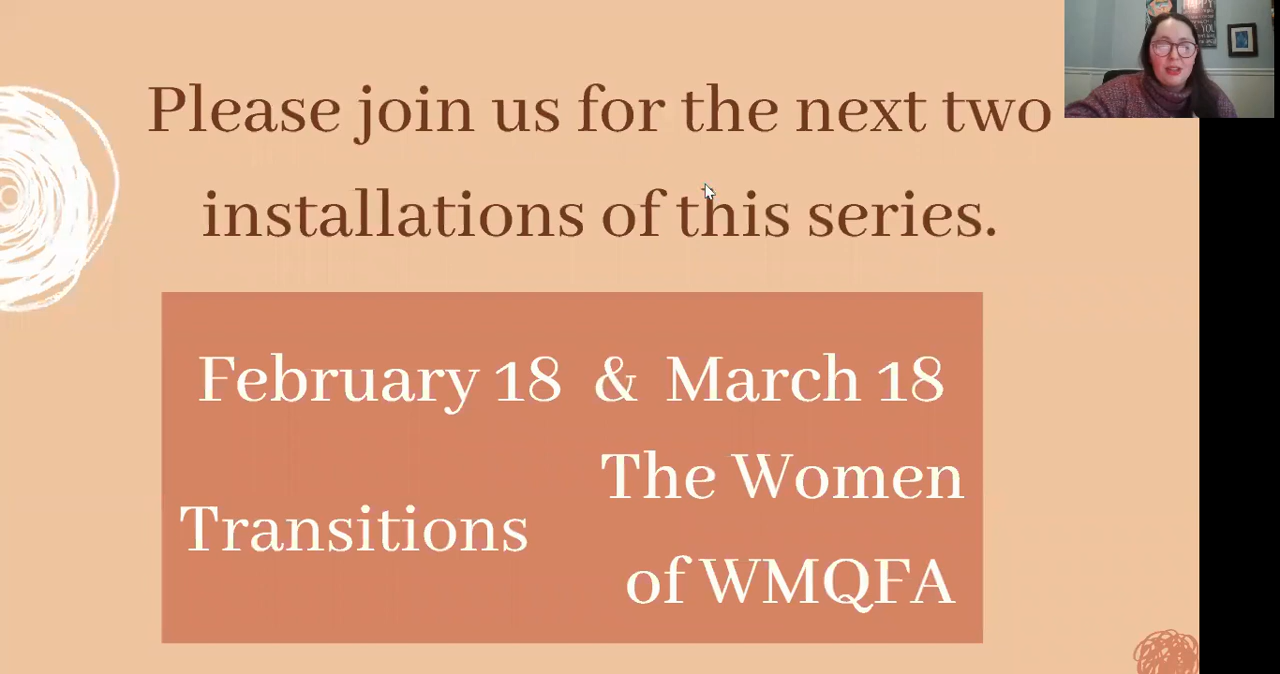 Please join us for the next two
installations of this series.
February 18 & March 18
Transitions
The Women
of WMQFA